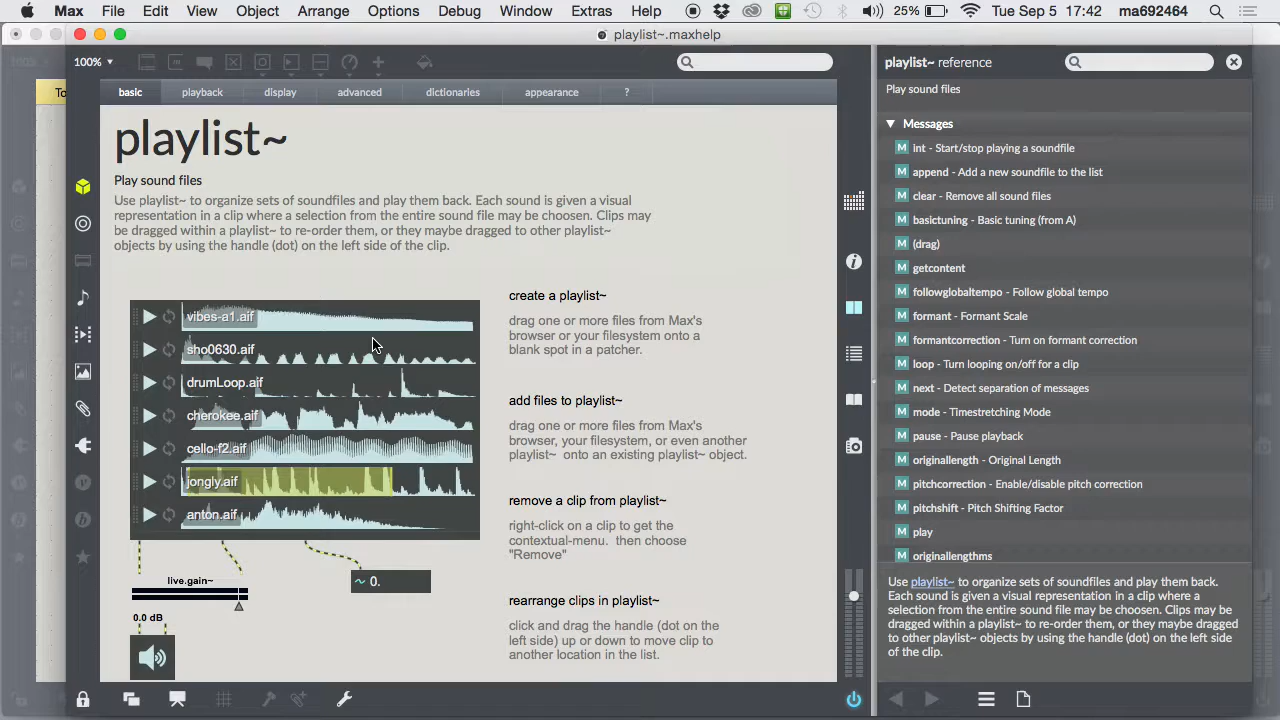 Max File Edit View Object Arrange Options Debug Window Extras Help 25% Tue Sep 5 17:42 ma692464
playlist~.maxhelp
100%
playlist~ reference
To
basic playback display advanced dictionaries appearance ?
Play sound files
playlist~
Play sound files
Use playlist~ to organize sets of soundfiles and play them back. Each sound is given a visual
representation in a clip where a selection from the entire sound file may be choosen. Clips may
be dragged within a playlist~ to re-order them, or they maybe dragged to other playlist~
objects by using the handle (dot) on the left side of the clip.
vibes-a1.aif
sho0630.aif
drumLoop.aif
cherokee.aif
cello-f2.aif
jongly.aif
anton.aif
live.gain~
0.0 dB
0.
create a playlist~
drag one or more files from Max's
browser or your filesystem onto a
blank spot in a patcher.
add files to playlist~
drag one or more files from Max's
browser, your filesystem, or even another
playlist~ onto an existing playlist~ object.
remove a clip from playlist~
right-click on a clip to get the
contextual-menu. then choose
"Remove"
rearrange clips in playlist~
click and drag the handle (dot on the
left side) up or down to move clip to
another location in the list.
Messages
M int - Start/stop playing a soundfile
M append - Add a new soundfile to the list
M clear - Remove all sound files
M basictuning - Basic tuning (from A)
M (drag)
M getcontent
M followglobaltempo - Follow global tempo
M formant - Formant Scale
M formantcorrection - Turn on formant correction
M loop - Turn looping on/off for a clip
M next - Detect separation of messages
M mode - Timestretching Mode
M pause - Pause playback
M originallength - Original Length
M pitchcorrection - Enable/disable pitch correction
M pitchshift - Pitch Shifting Factor
M play
M originallengthms
Use playlist~ to organize sets of soundfiles and play them back.
Each sound is given a visual representation in a clip where a
selection from the entire sound file may be choosen. Clips may be
dragged within a playlist~ to re-order them, or they maybe dragged
to other playlist~ objects by using the handle (dot) on the left side
of the clip.